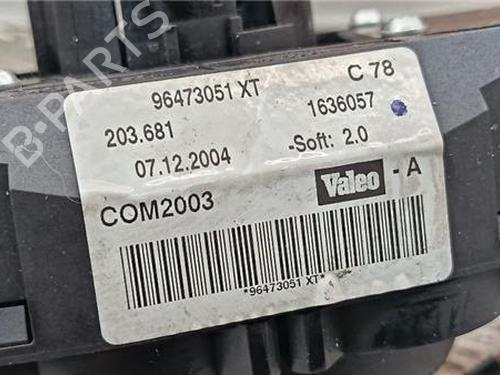 B-PARTS
96473051 XT C 78
203.681 1636057
07.12.2004 -Soft: 2.0
COM2003 Valeo - A
*96473051 XT*